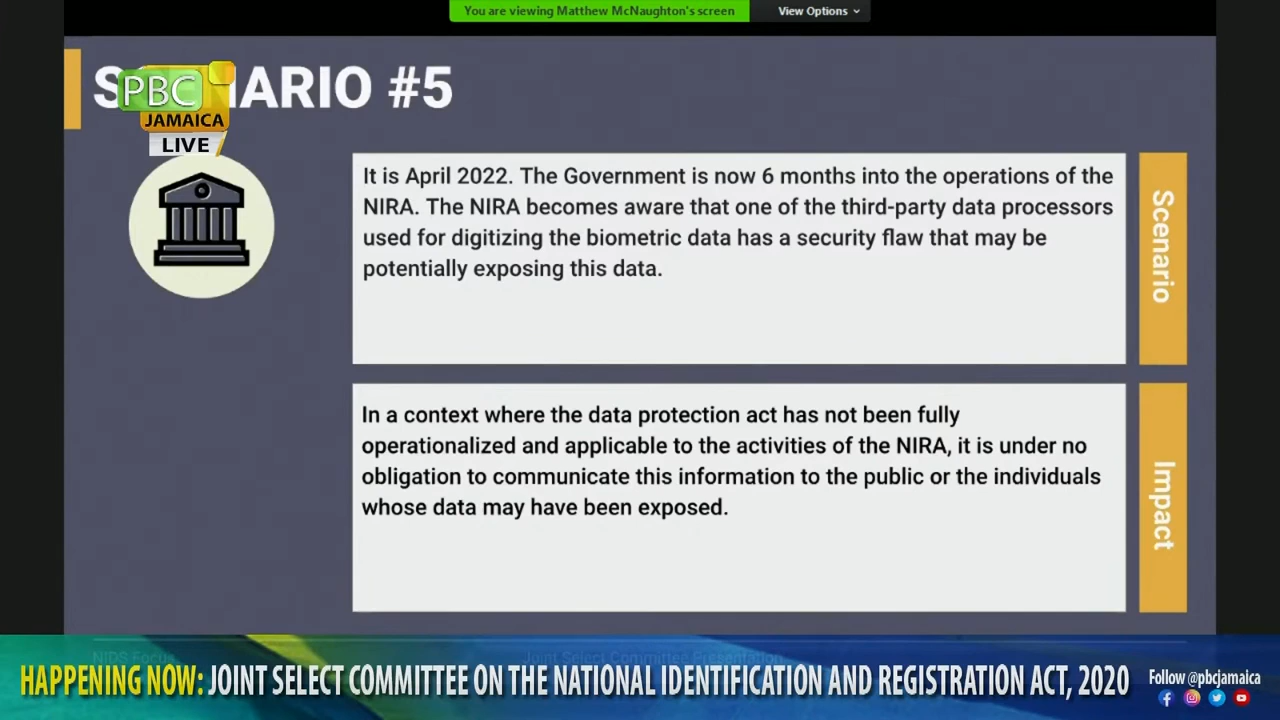 You are viewing Matthew McNaughton's screen
View Options
ARIO #5
PBC
JAMAICA
LIVE
It is April 2022. The Government is now 6 months into the operations of the
NIRA. The NIRA becomes aware that one of the third-party data processors
used for digitizing the biometric data has a security flaw that may be
potentially exposing this data.
Scenario
In a context where the data protection act has not been fully
operationalized and applicable to the activities of the NIRA, it is under no
obligation to communicate this information to the public or the individuals
whose data may have been exposed.
Impact
NIDS Focus
Joint Select Committee Presentation
HAPPENING NOW: JOINT SELECT COMMITTEE ON THE NATIONAL IDENTIFICATION AND REGISTRATION ACT, 2020
Follow @pbcjamaica